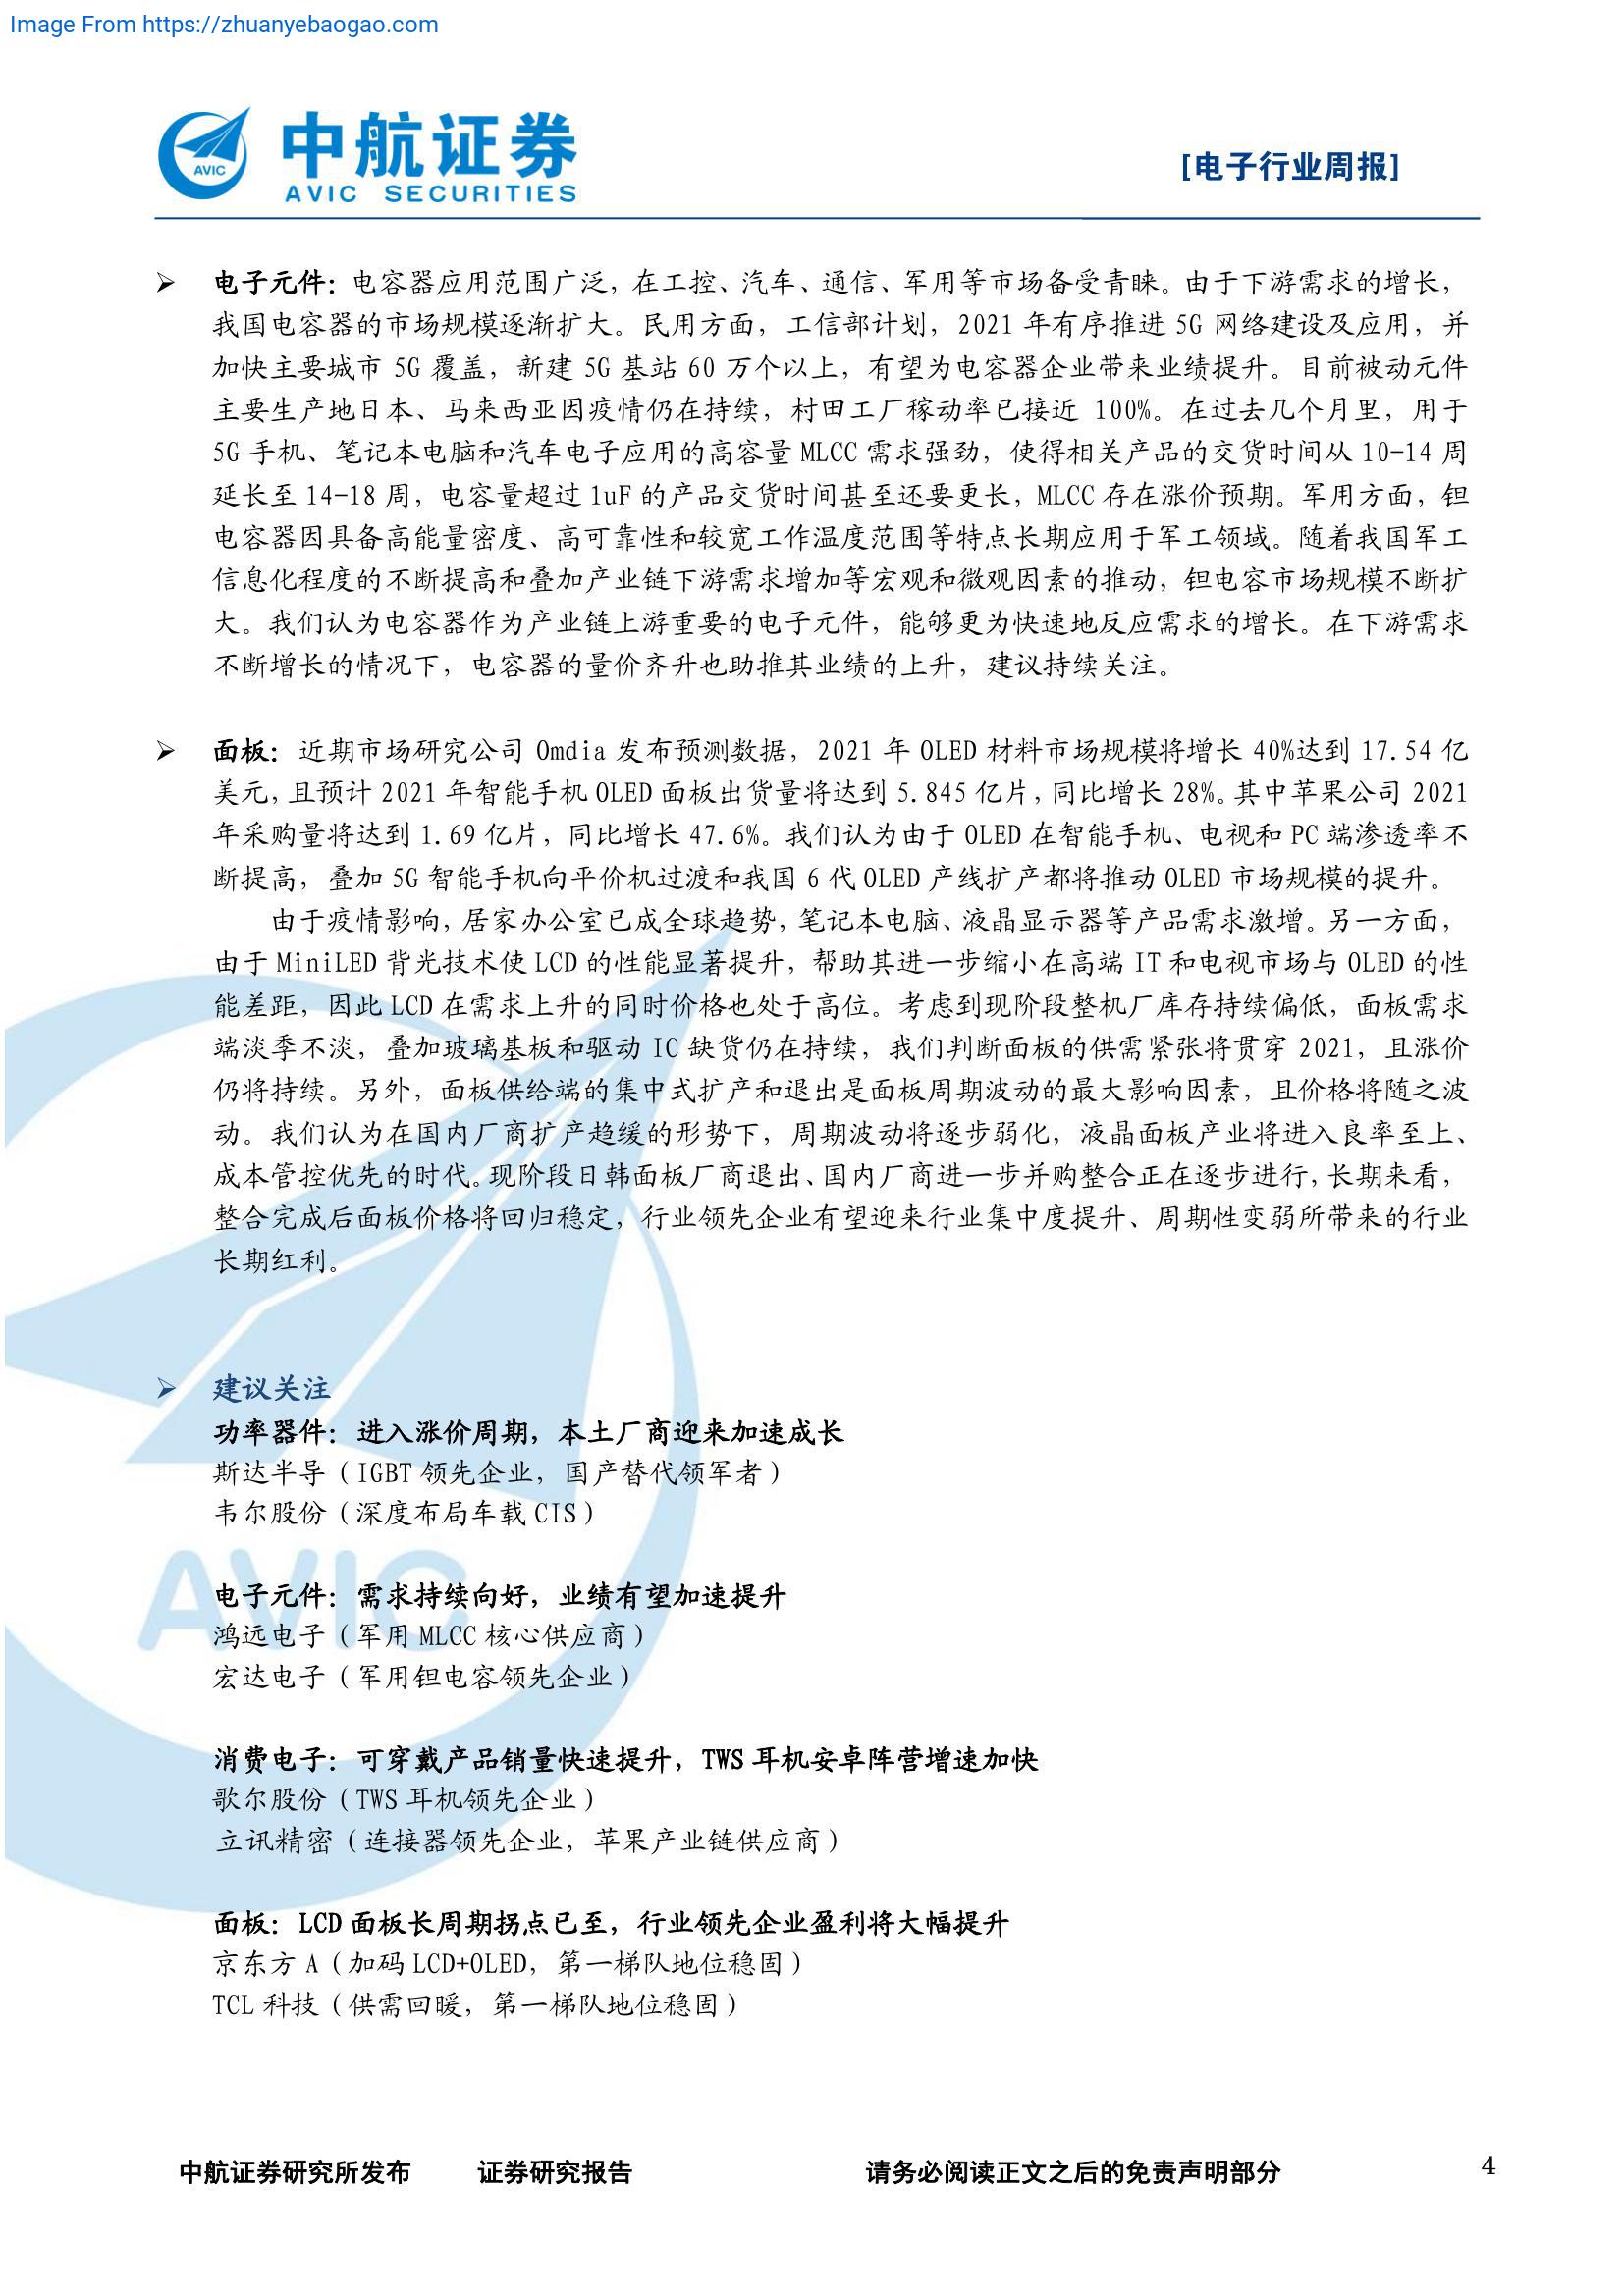 Image From https://zhuanyebaogao.com
AVIC
中航证券
AVIC SECURITIES
[电子行业周报]
➢ 电子元件：电容器应用范围广泛，在工控、汽车、通信、军用等市场备受青睐。由于下游需求的增长，
我国电容器的市场规模逐渐扩大。民用方面，工信部计划，2021 年有序推进 5G 网络建设及应用，并
加快主要城市 5G 覆盖，新建 5G 基站 60 万个以上，有望为电容器企业带来业绩提升。目前被动元件
主要生产地日本、马来西亚因疫情仍在持续，村田工厂稼动率已接近 100%。在过去几个月里，用于
5G 手机、笔记本电脑和汽车电子应用的高容量 MLCC 需求强劲，使得相关产品的交货时间从 10-14 周
延长至 14-18 周，电容量超过 1uF 的产品交货时间甚至还要更长，MLCC 存在涨价预期。军用方面，钽
电容器因具备高能量密度、高可靠性和较宽工作温度范围等特点长期应用于军工领域。随着我国军工
信息化程度的不断提高和叠加产业链下游需求增加等宏观和微观因素的推动，钽电容市场规模不断扩
大。我们认为电容器作为产业链上游重要的电子元件，能够更为快速地反应需求的增长。在下游需求
不断增长的情况下，电容器的量价齐升也助推其业绩的上升，建议持续关注。
➢ 面板：近期市场研究公司 Omdia 发布预测数据，2021 年 OLED 材料市场规模将增长 40%达到 17.54 亿
美元，且预计 2021 年智能手机 OLED 面板出货量将达到 5.845 亿片，同比增长 28%。其中苹果公司 2021
年采购量将达到 1.69 亿片，同比增长 47.6%。我们认为由于 OLED 在智能手机、电视和 PC 端渗透率不
断提高，叠加 5G 智能手机向平价机过渡和我国 6 代 OLED 产线扩产都将推动 OLED 市场规模的提升。
由于疫情影响，居家办公室已成全球趋势，笔记本电脑、液晶显示器等产品需求激增。另一方面，
由于 MiniLED 背光技术使 LCD 的性能显著提升，帮助其进一步缩小在高端 IT 和电视市场与 OLED 的性
能差距，因此 LCD 在需求上升的同时价格也处于高位。考虑到现阶段整机厂库存持续偏低，面板需求
端淡季不淡，叠加玻璃基板和驱动 IC 缺货仍在持续，我们判断面板的供需紧张将贯穿 2021，且涨价
仍将持续。另外，面板供给端的集中式扩产和退出是面板周期波动的最大影响因素，且价格将随之波
动。我们认为在国内厂商扩产趋缓的形势下，周期波动将逐步弱化，液晶面板产业将进入良率至上、
成本管控优先的时代。现阶段日韩面板厂商退出、国内厂商进一步并购整合正在逐步进行，长期来看，
整合完成后面板价格将回归稳定，行业领先企业有望迎来行业集中度提升、周期性变弱所带来的行业
长期红利。
➢ 建议关注
功率器件：进入涨价周期，本土厂商迎来加速成长
斯达半导（IGBT 领先企业，国产替代领军者）
韦尔股份（深度布局车载 CIS）
AVIC
电子元件：需求持续向好，业绩有望加速提升
鸿远电子（军用 MLCC 核心供应商）
宏达电子（军用钽电容领先企业）
消费电子：可穿戴产品销量快速提升，TWS 耳机安卓阵营增速加快
歌尔股份（TWS 耳机领先企业）
立讯精密（连接器领先企业，苹果产业链供应商）
面板：LCD 面板长周期拐点已至，行业领先企业盈利将大幅提升
京东方 A（加码 LCD+OLED，第一梯队地位稳固）
TCL 科技（供需回暖，第一梯队地位稳固）
中航证券研究所发布 证券研究报告 请务必阅读正文之后的免责声明部分 4